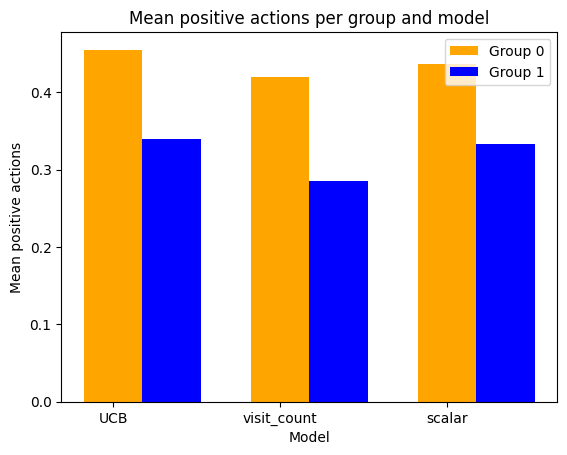 Mean positive actions per group and model
Group 0
Group 1
Mean positive actions
0.4
0.3
0.2
0.1
0.0
UCB
visit_count
scalar
Model